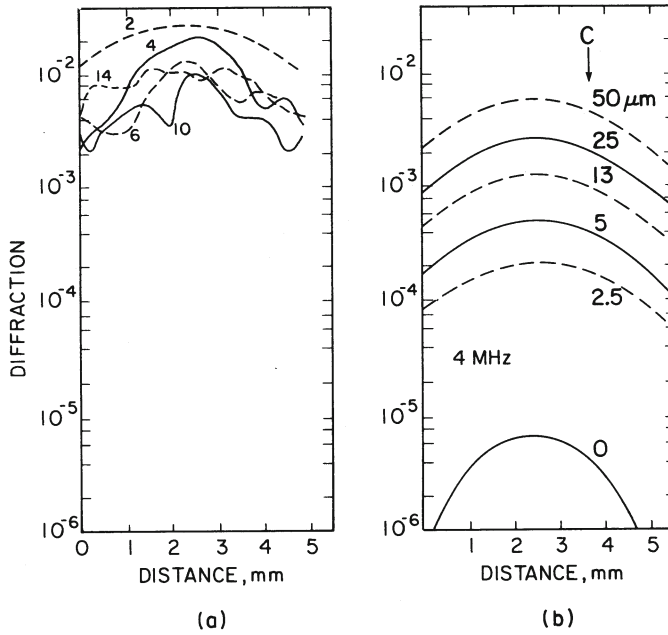 DIFFRACTION
10^-2
10^-3
10^-4
10^-5
10^-6
2
4
14
6
10
0 1 2 3 4 5
DISTANCE, mm
(a)
C
10^-2
10^-3
10^-4
10^-5
10^-6
50 μm
25
13
5
2.5
4 MHz
0
1 2 3 4 5
DISTANCE, mm
(b)